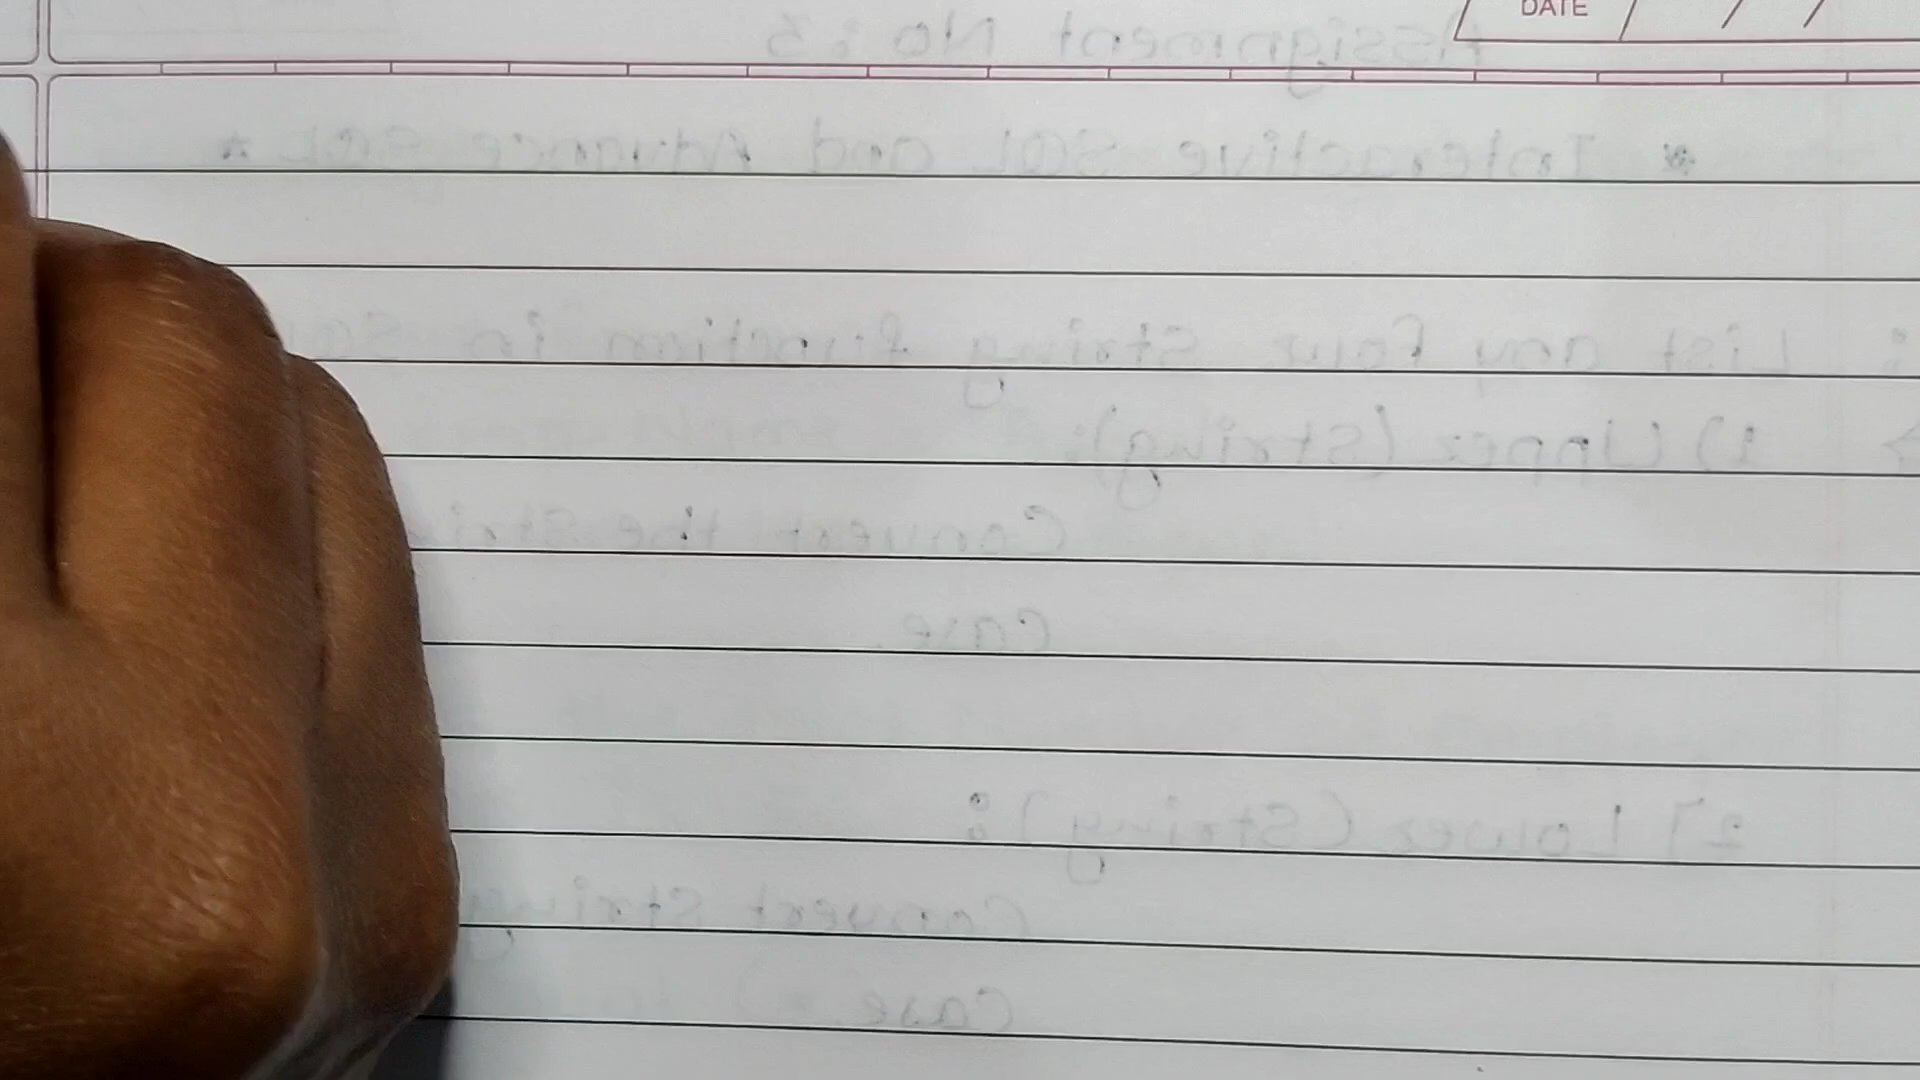 DATE / /
Assignment No : 3
* Interactive SQL and Advance SQL *
: List any four string function in
→ 1) Upper (string):
Convert the
case
2) Lower (String) :
Convert string
case.